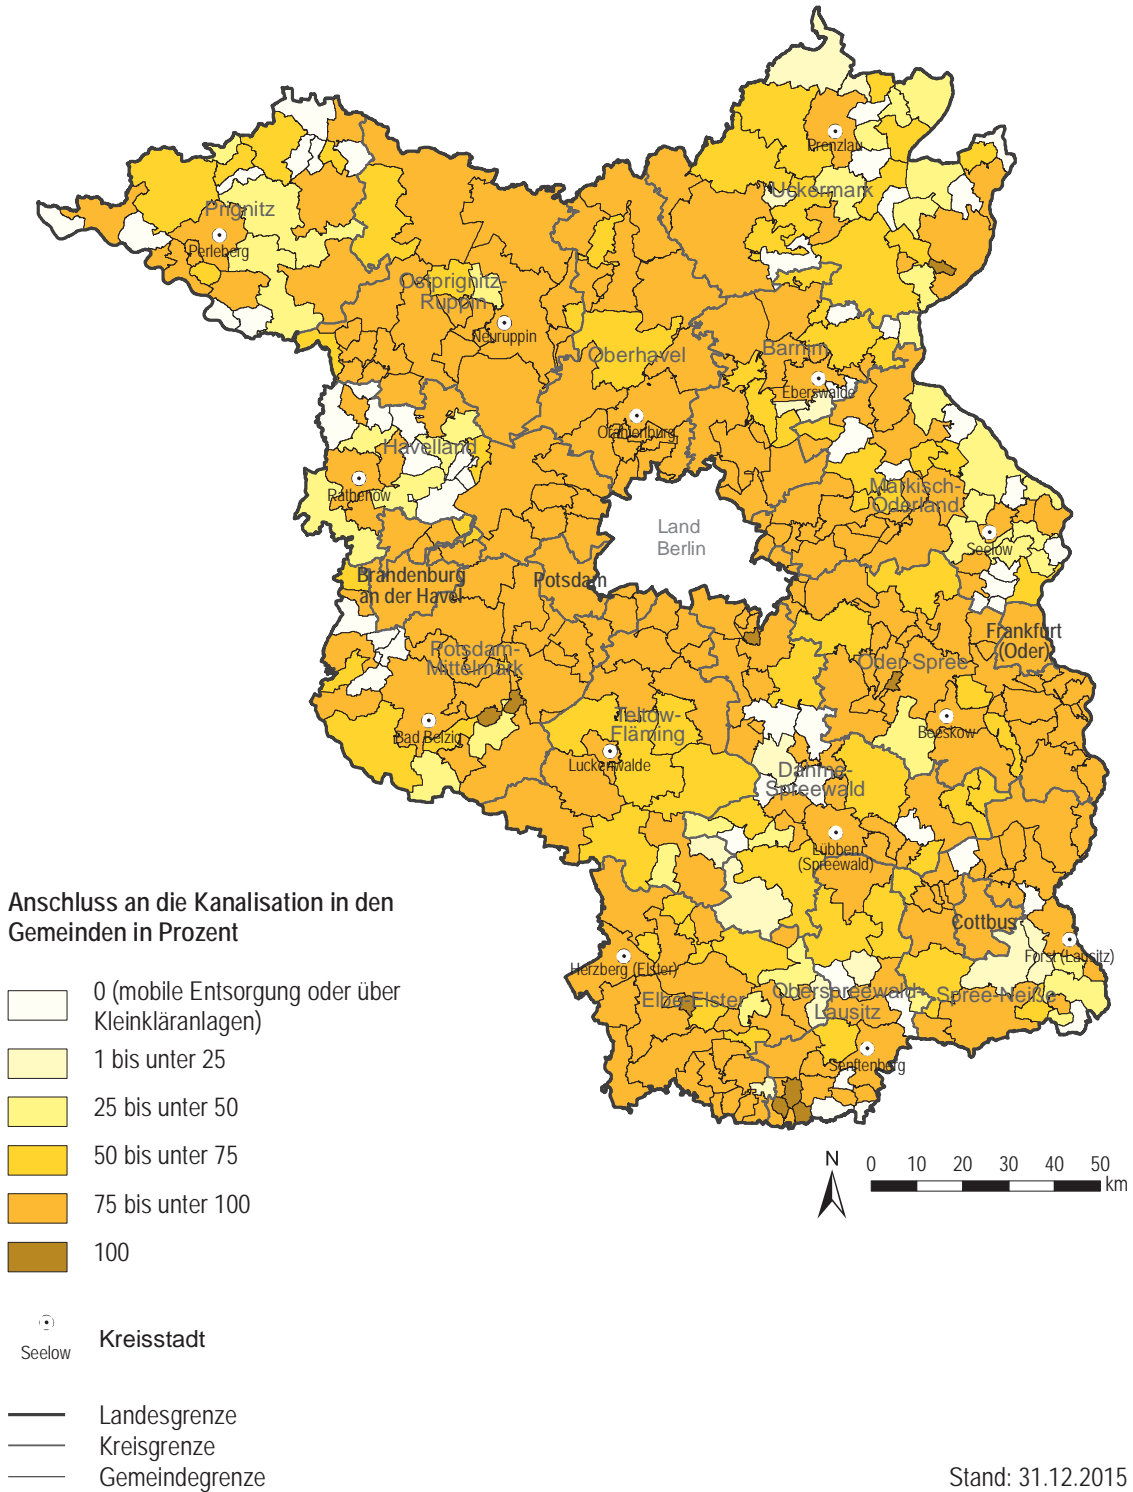 Prenzlau
Uckermark
Prignitz
Perleberg
Ostprignitz-
Ruppin
Neuruppin
Oberhavel
Barnim
Eberswalde
Oranienburg
Havelland
Rathenow
Märkisch-
Oderland
Seelow
Land
Berlin
Brandenburg
an der Havel
Potsdam
Frankfurt
(Oder)
Potsdam-
Mittelmark
Oder-Spree
Bad Belzig
Teltow-
Fläming
Beeskow
Luckenwalde
Dahme-
Spreewald
Lübben
(Spreewald)
Anschluss an die Kanalisation in den
Gemeinden in Prozent
Cottbus
Forst (Lausitz)
Herzberg (Elster)
Elbe-Elster
Oberspreewald-
Lausitz
Spree-Neiße
Senftenberg
0 (mobile Entsorgung oder über
Kleinkläranlagen)
1 bis unter 25
25 bis unter 50
50 bis unter 75
75 bis unter 100
100
N
0 10 20 30 40 50
km
Seelow
Kreisstadt
Landesgrenze
Kreisgrenze
Gemeindegrenze
Stand: 31.12.2015